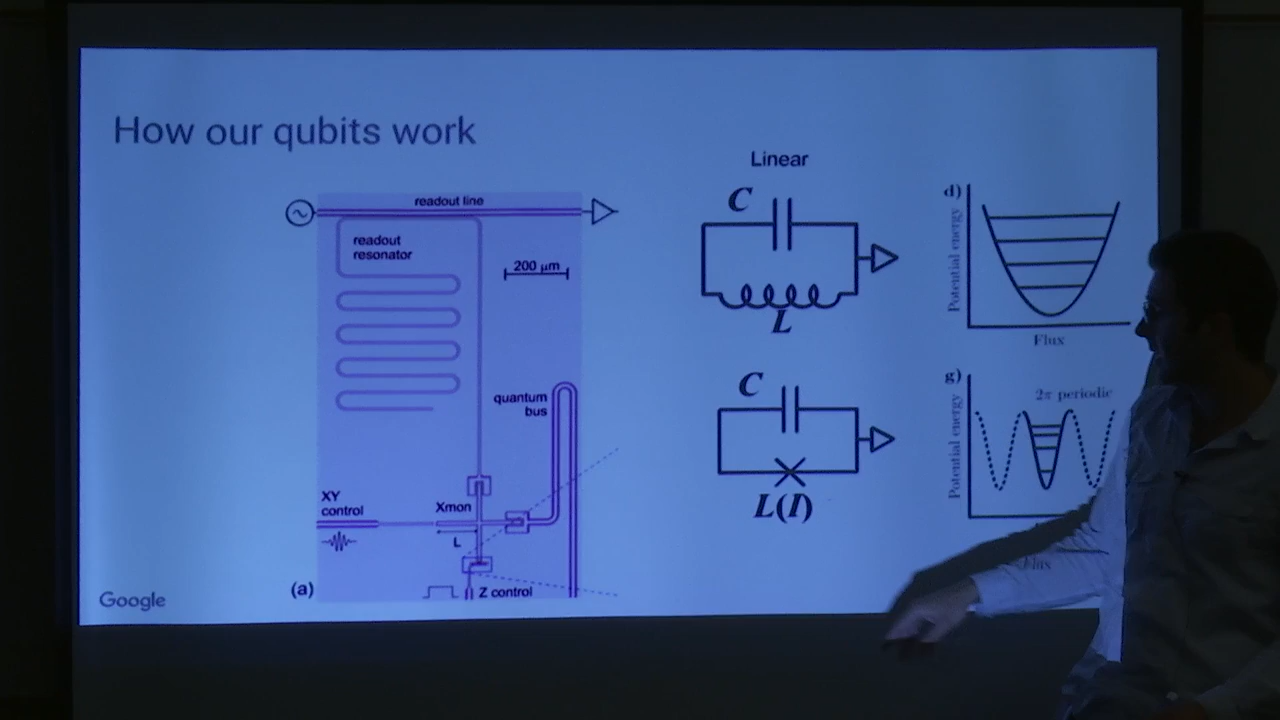 How our qubits work
readout line
readout
resonator
200 μm
quantum
bus
XY
control
Xmon
L
Z control
(a)
Google
Linear
C
L
C
L(I)
d)
Potential energy
Flux
g)
2π periodic
Potential energy
Flux